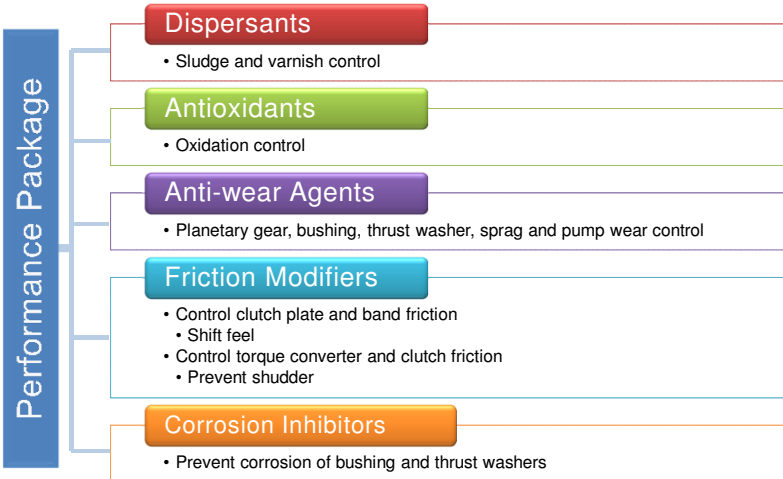 Performance Package
Dispersants
• Sludge and varnish control
Antioxidants
• Oxidation control
Anti-wear Agents
• Planetary gear, bushing, thrust washer, sprag and pump wear control
Friction Modifiers
• Control clutch plate and band friction
• Shift feel
• Control torque converter and clutch friction
• Prevent shudder
Corrosion Inhibitors
• Prevent corrosion of bushing and thrust washers